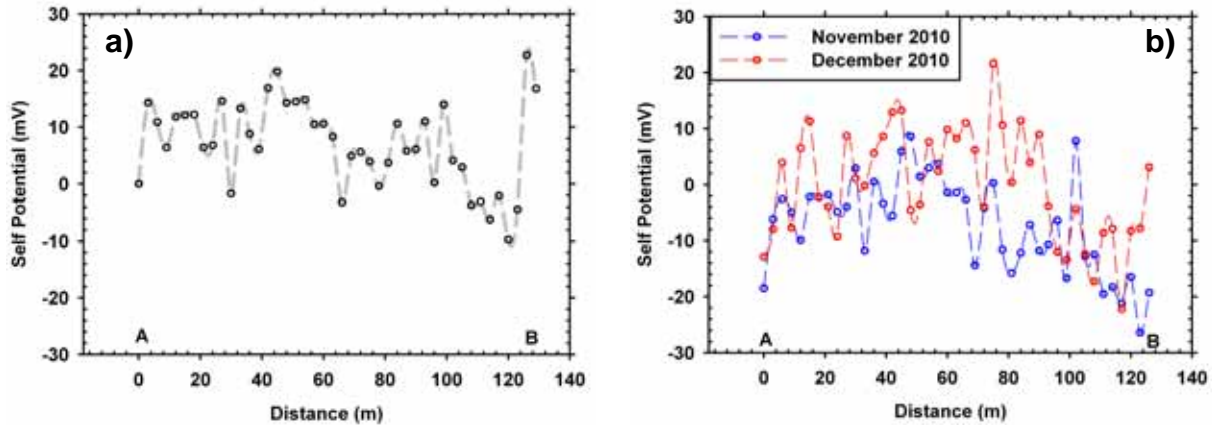 a)
Self Potential (mV)
30
20
10
0
-10
-20
-30
A
B
0 20 40 60 80 100 120 140
Distance (m)
b)
November 2010
December 2010
Self Potential (mV)
30
20
10
0
-10
-20
-30
A
B
0 20 40 60 80 100 120 140
Distance (m)